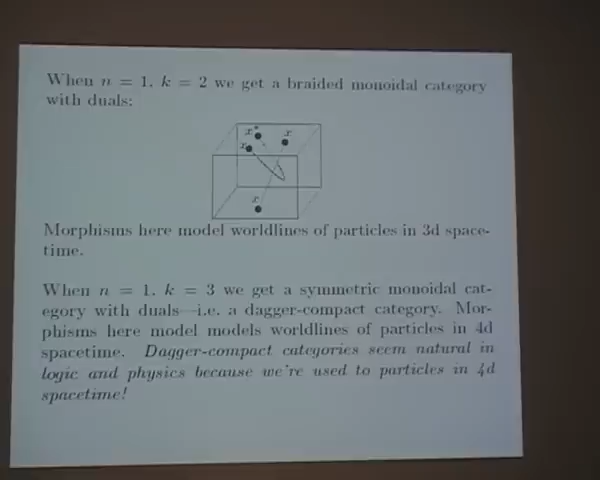 When n = 1, k = 2 we get a braided monoidal category
with duals:
x*
x
x
x
Morphisms here model worldlines of particles in 3d space-
time.
When n = 1, k = 3 we get a symmetric monoidal cat-
egory with duals—i.e. a dagger-compact category. Mor-
phisms here model models worldlines of particles in 4d
spacetime. Dagger-compact categories seem natural in
logic and physics because we're used to particles in 4d
spacetime!